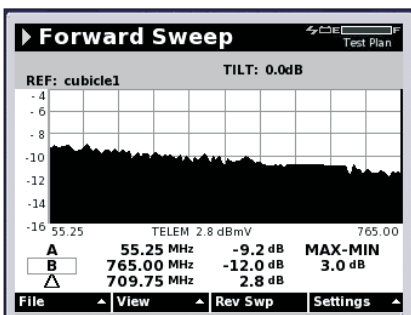 Forward Sweep
E F
Test Plan
REF: cubicle1
TILT: 0.0dB
- 4
- 6
- 8
-10
-12
-14
-16
55.25 TELEM 2.8 dBmV 765.00
A 55.25 MHz -9.2 dB MAX-MIN
B 765.00 MHz -12.0 dB 3.0 dB
△ 709.75 MHz 2.8 dB
File View Rev Swp Settings